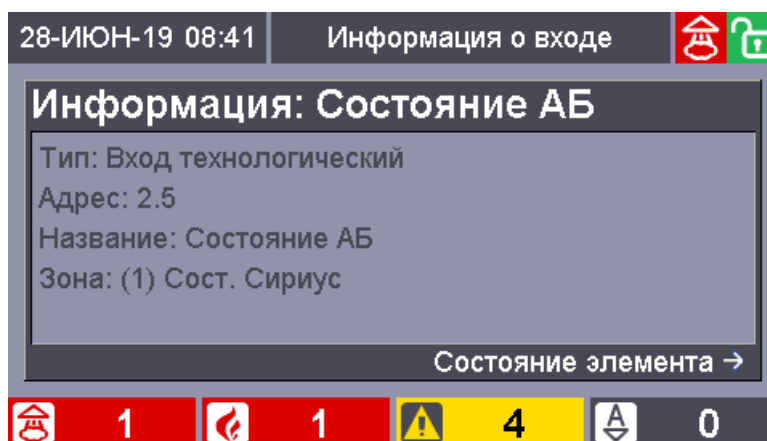 28-ИЮН-19 08:41 Информация о входе
Информация: Состояние АБ
Тип: Вход технологический
Адрес: 2.5
Название: Состояние АБ
Зона: (1) Сост. Сириус
Состояние элемента →
1 1 4 A 0